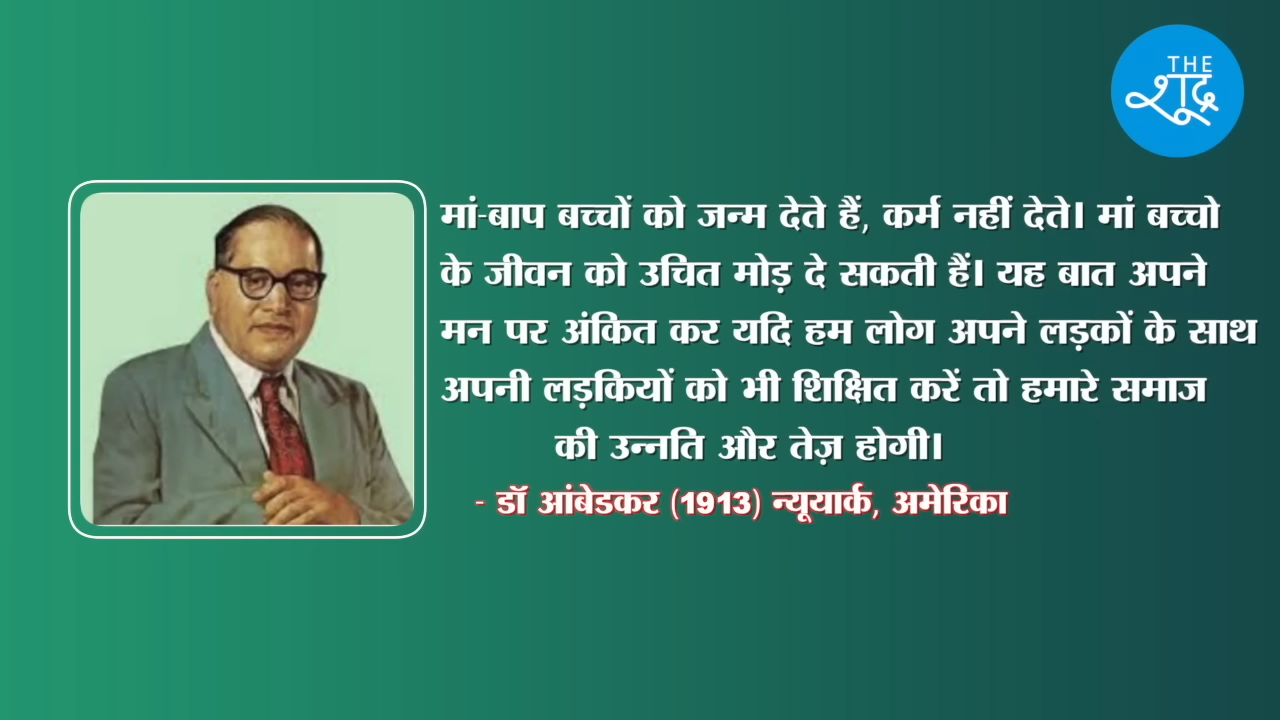 THE
शूद्र
मां-बाप बच्चों को जन्म देते हैं, कर्म नहीं देते। मां बच्चो
के जीवन को उचित मोड़ दे सकती हैं। यह बात अपने
मन पर अंकित कर यदि हम लोग अपने लड़कों के साथ
अपनी लड़कियों को भी शिक्षित करें तो हमारे समाज
की उन्नति और तेज़ होगी।
- डॉ आंबेडकर (1913) न्यूयार्क, अमेरिका